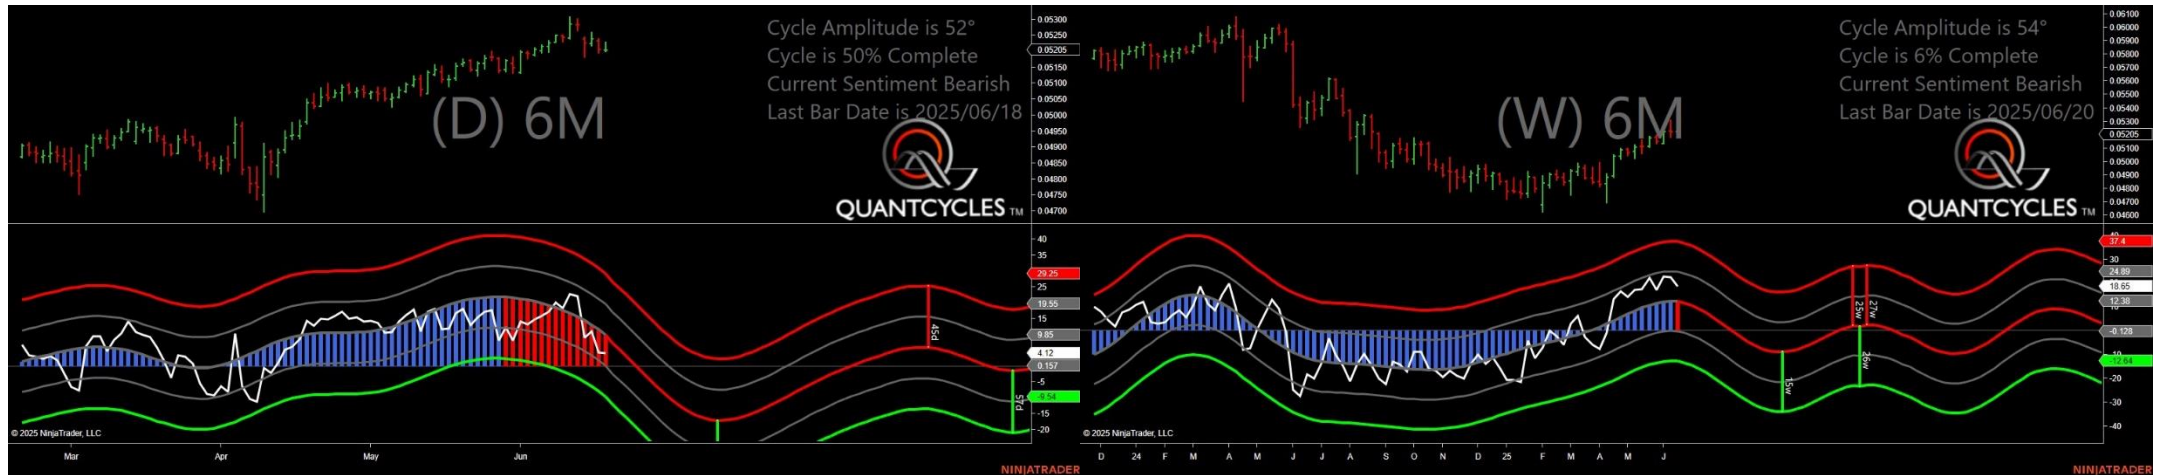 Cycle Amplitude is 52°
Cycle is 50% Complete
Current Sentiment Bearish
Last Bar Date is 2025/06/18
(D) 6M
QUANTCYCLES TM
0.05300
0.05250
0.05205
0.05150
0.05100
0.05050
0.05000
0.04950
0.04900
0.04850
0.04800
0.04750
0.04700
40
35
29.25
25
19.55
15
9.85
4.12
0.157
-5
-9.54
-15
-20
45d
57d
© 2025 NinjaTrader, LLC
Mar Apr May Jun
NINJATRADER
Cycle Amplitude is 54°
Cycle is 6% Complete
Current Sentiment Bearish
Last Bar Date is 2025/06/20
(W) 6M
QUANTCYCLES TM
0.06100
0.05900
0.05800
0.05700
0.05600
0.05500
0.05400
0.05300
0.05205
0.05100
0.05000
0.04900
0.04800
0.04700
0.04600
37.4
30
24.89
18.65
12.38
-0.128
-12.64
-20
-30
-40
25w
27w
26w
15w
© 2025 NinjaTrader, LLC
D 24 F M A M J J A S O N D 25 F M A M J
NINJATRADER